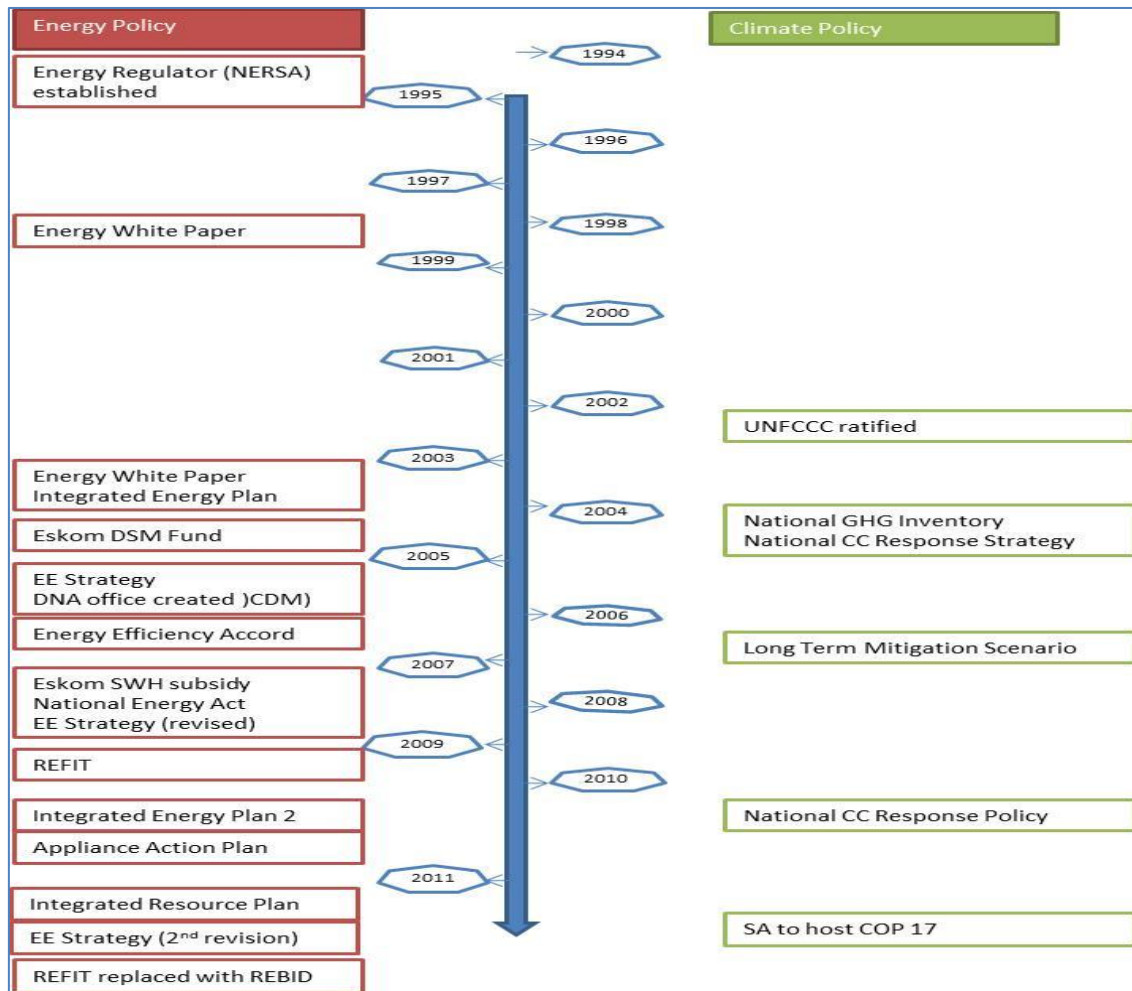 Energy Policy
Climate Policy
1994
Energy Regulator (NERSA)
established
1995
1996
1997
1998
Energy White Paper
1999
2000
2001
2002
UNFCCC ratified
2003
Energy White Paper
Integrated Energy Plan
2004
National GHG Inventory
National CC Response Strategy
Eskom DSM Fund
2005
EE Strategy
DNA office created )CDM)
2006
Energy Efficiency Accord
Long Term Mitigation Scenario
2007
Eskom SWH subsidy
National Energy Act
EE Strategy (revised)
2008
2009
REFIT
2010
Integrated Energy Plan 2
National CC Response Policy
Appliance Action Plan
2011
Integrated Resource Plan
EE Strategy (2nd revision)
SA to host COP 17
REFIT replaced with REBID